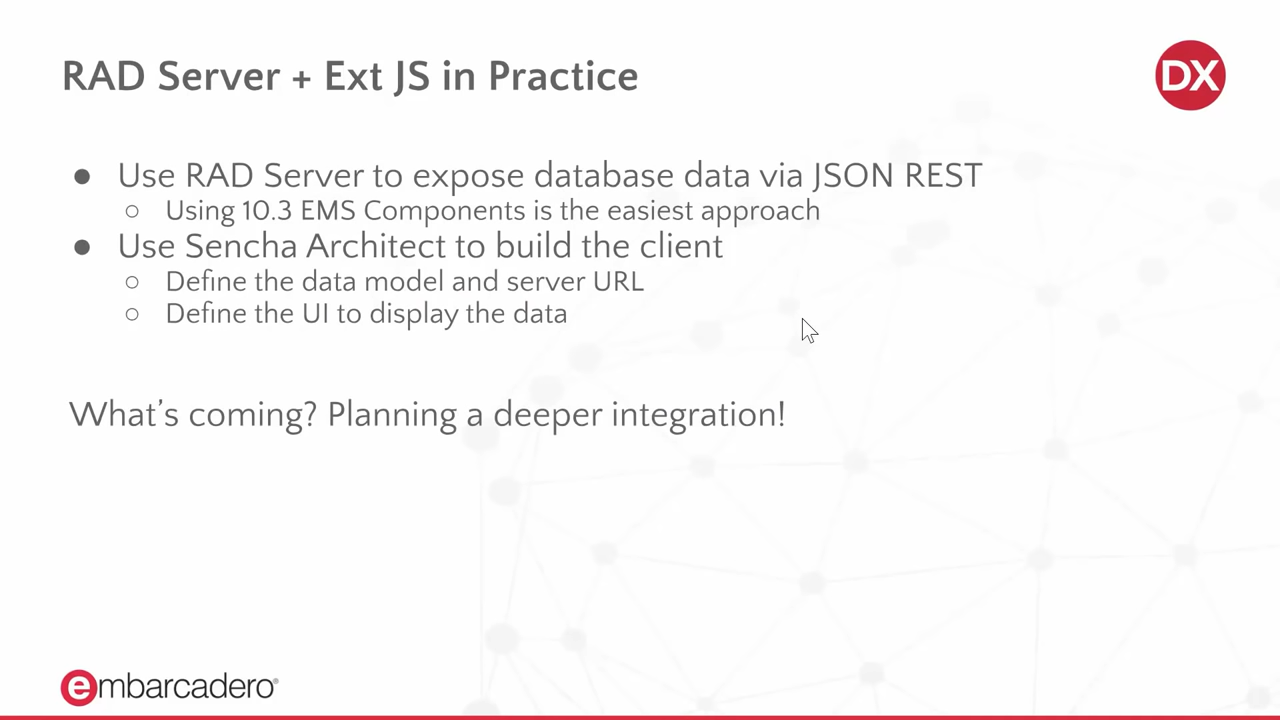 RAD Server + Ext JS in Practice
DX
● Use RAD Server to expose database data via JSON REST
○ Using 10.3 EMS Components is the easiest approach
● Use Sencha Architect to build the client
○ Define the data model and server URL
○ Define the UI to display the data
What's coming? Planning a deeper integration!
embarcadero®